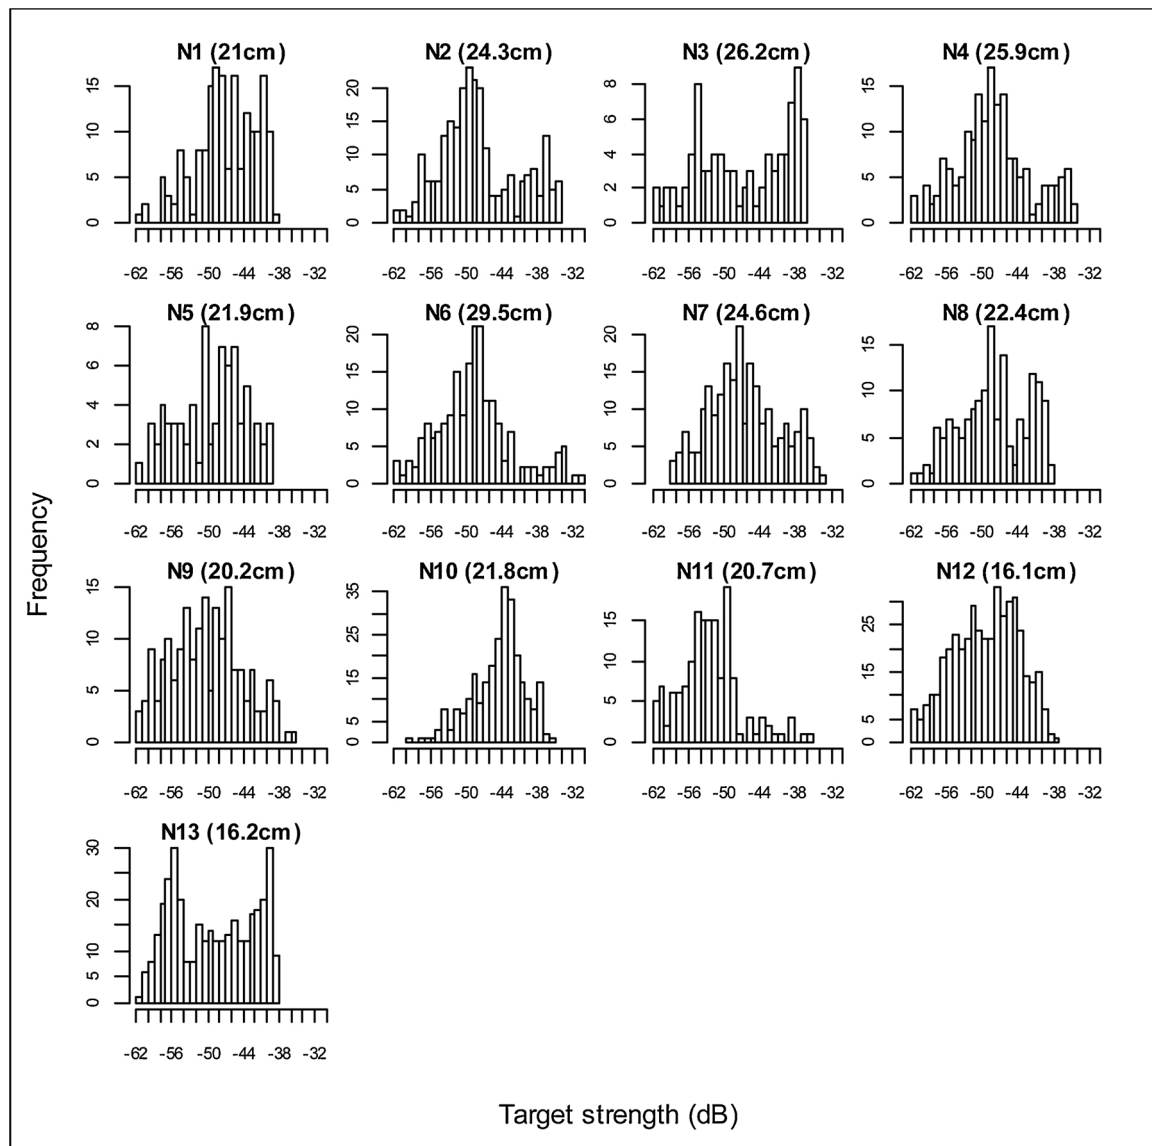 N1 (21cm) N2 (24.3cm) N3 (26.2cm) N4 (25.9cm)
15 10 5 0
20 15 10 5 0
8 6 4 2 0
15 10 5 0
-62 -56 -50 -44 -38 -32 -62 -56 -50 -44 -38 -32 -62 -56 -50 -44 -38 -32 -62 -56 -50 -44 -38 -32
N5 (21.9cm) N6 (29.5cm) N7 (24.6cm) N8 (22.4cm)
8 6 4 2 0
20 15 10 5 0
20 15 10 5 0
15 10 5 0
-62 -56 -50 -44 -38 -32 -62 -56 -50 -44 -38 -32 -62 -56 -50 -44 -38 -32 -62 -56 -50 -44 -38 -32
Frequency
N9 (20.2cm) N10 (21.8cm) N11 (20.7cm) N12 (16.1cm)
15 10 5 0
35 25 15 5 0
15 10 5 0
25 15 5 0
-62 -56 -50 -44 -38 -32 -62 -56 -50 -44 -38 -32 -62 -56 -50 -44 -38 -32 -62 -56 -50 -44 -38 -32
N13 (16.2cm)
30 20 10 5 0
-62 -56 -50 -44 -38 -32
Target strength (dB)